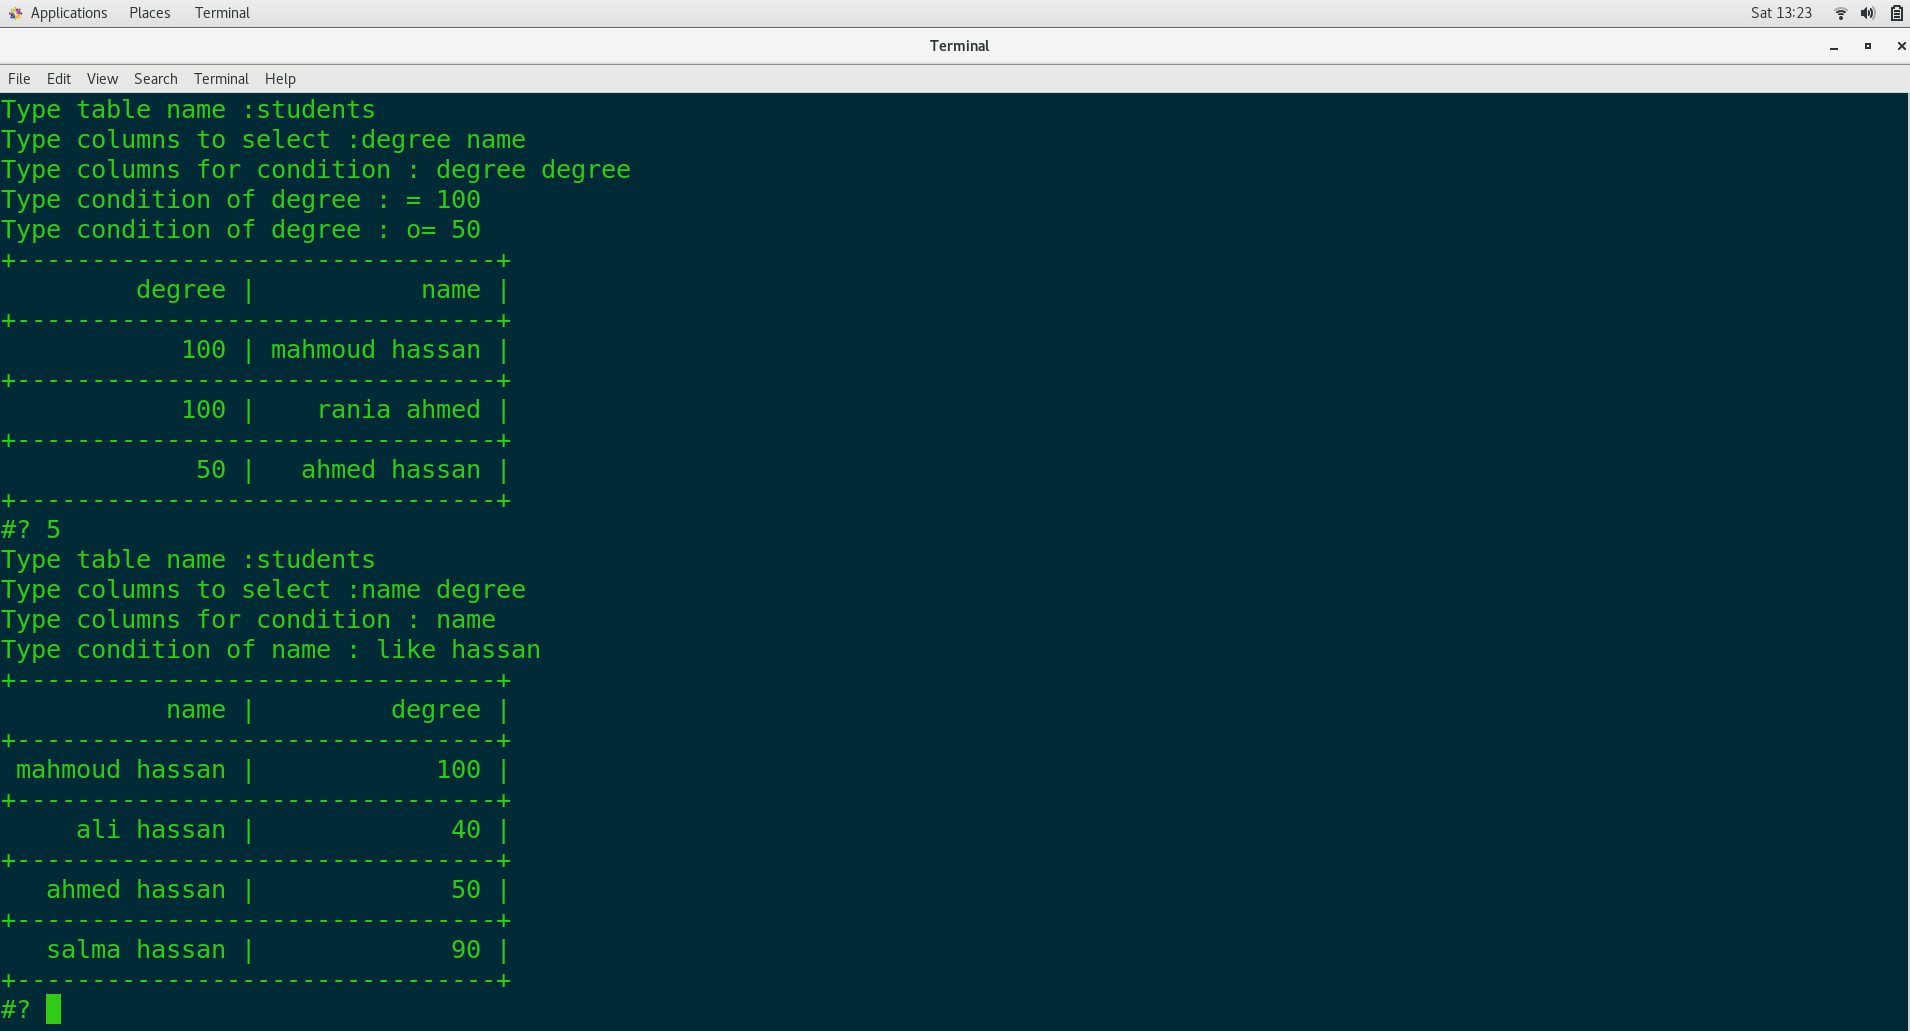 Applications Places Terminal Sat 13:23
Terminal
File Edit View Search Terminal Help
Type table name :students
Type columns to select :degree name
Type columns for condition : degree degree
Type condition of degree : = 100
Type condition of degree : o= 50
+--------------------------------+
degree | name |
+--------------------------------+
100 | mahmoud hassan |
+--------------------------------+
100 | rania ahmed |
+--------------------------------+
50 | ahmed hassan |
+--------------------------------+
#? 5
Type table name :students
Type columns to select :name degree
Type columns for condition : name
Type condition of name : like hassan
+--------------------------------+
name | degree |
+--------------------------------+
mahmoud hassan | 100 |
+--------------------------------+
ali hassan | 40 |
+--------------------------------+
ahmed hassan | 50 |
+--------------------------------+
salma hassan | 90 |
+--------------------------------+
#?